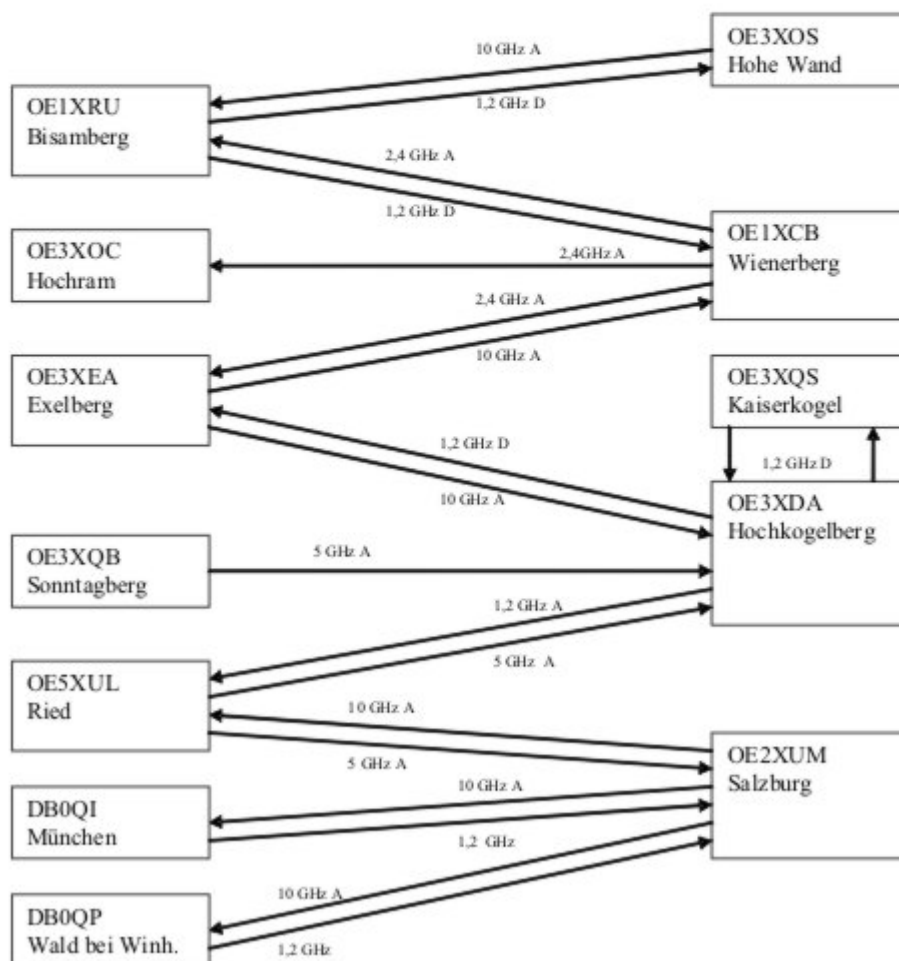 OE3XOS
Hohe Wand
10 GHz A
OE1XRU
Bisamberg
1,2 GHz D
2,4 GHz A
1,2 GHz D
OE1XCB
Wienerberg
OE3XOC
Hochram
2,4GHz A
2,4 GHz A
10 GHz A
OE3XEA
Exelberg
OE3XQS
Kaiserkogel
1,2 GHz D
1,2 GHz D
10 GHz A
OE3XDA
Hochkogelberg
OE3XQB
Sonntagberg
5 GHz A
1,2 GHz A
5 GHz A
OE5XUL
Ried
10 GHz A
5 GHz A
OE2XUM
Salzburg
10 GHz A
DB0QI
München
1,2 GHz
10 GHz A
DB0QP
Wald bei Winh.
1,2 GHz